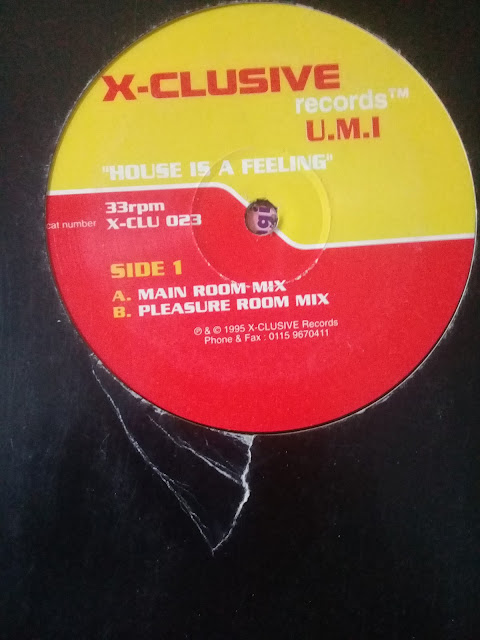 X-CLUSIVE
records™
U.M.I
"HOUSE IS A FEELING"
33rpm
cat number X-CLU 023
SIDE 1
A. MAIN ROOM MIX
B. PLEASURE ROOM MIX
℗ & © 1995 X-CLUSIVE Records
Phone & Fax : 0115 9670411